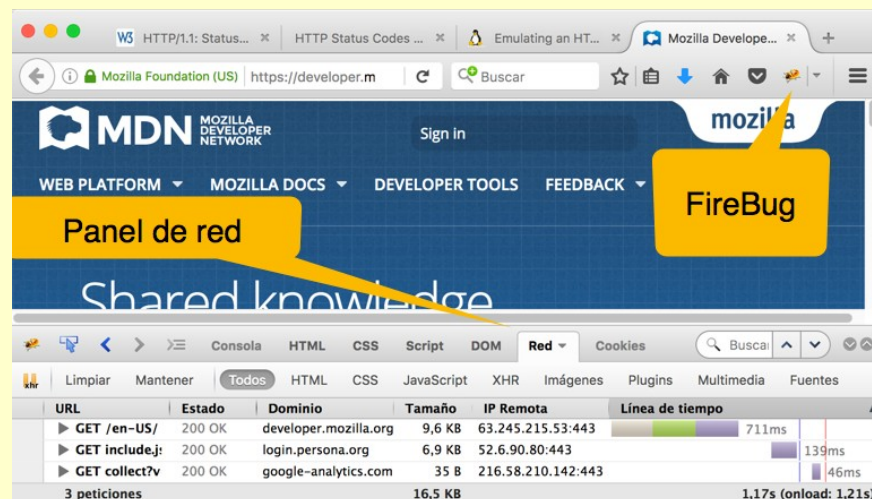 HTTP/1.1: Status... × HTTP Status Codes ... × Emulating an HT... × Mozilla Develope... × +
Mozilla Foundation (US) https://developer.m Buscar
MDN MOZILLA DEVELOPER NETWORK Sign in mozilla
WEB PLATFORM MOZILLA DOCS DEVELOPER TOOLS FEEDBACK
FireBug
Panel de red
Shared knowledge
Consola HTML CSS Script DOM Red Cookies Buscar
xhr Limpiar Mantener Todos HTML CSS JavaScript XHR Imágenes Plugins Multimedia Fuentes
URL Estado Dominio Tamaño IP Remota Línea de tiempo
GET /en-US/ 200 OK developer.mozilla.org 9,6 KB 63.245.215.53:443 711ms
GET include.js 200 OK login.persona.org 6,9 KB 52.6.90.80:443 139ms
GET collect?v 200 OK google-analytics.com 35 B 216.58.210.142:443 46ms
3 peticiones 16,5 KB 1,17s (onload: 1,21s)